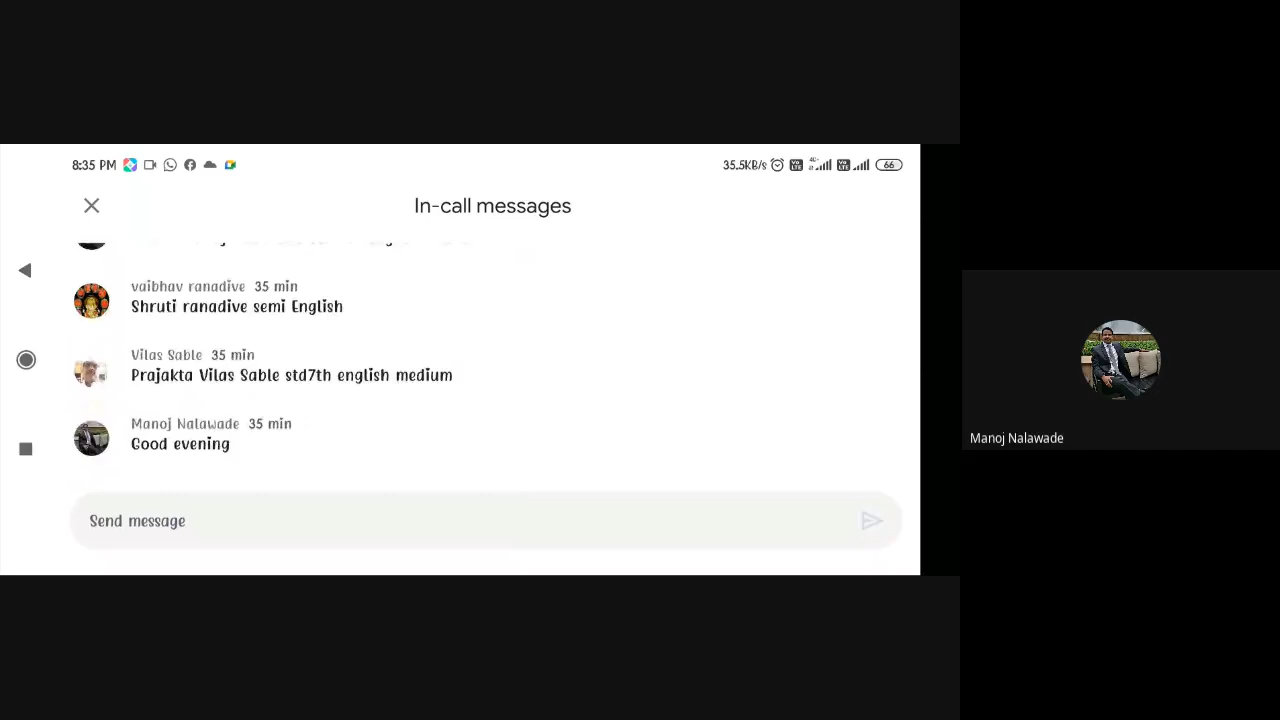 8:35 PM
35.5KB/s
66
In-call messages
vaibhav ranadive 35 min
Shruti ranadive semi English
Vilas Sable 35 min
Prajakta Vilas Sable std7th english medium
Manoj Nalawade 35 min
Good evening
Send message
Manoj Nalawade